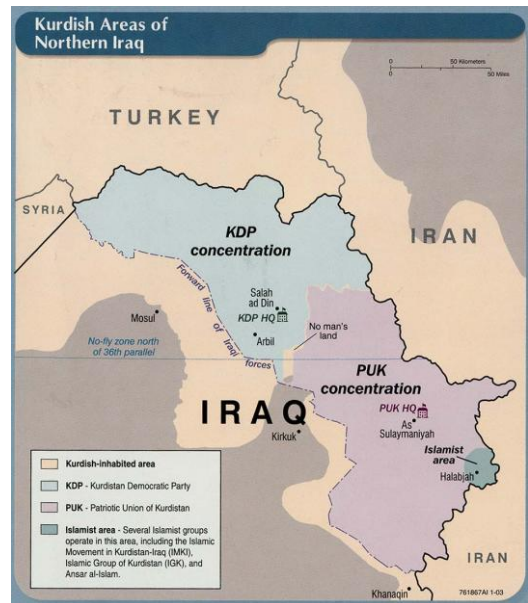 Kurdish Areas of
Northern Iraq
0 50 Kilometers
0 50 Miles
TURKEY
SYRIA
IRAN
KDP
concentration
Forward line of Iraqi forces
Salah
ad Din
KDP HQ
Mosul
No man's
land
Arbil
No-fly zone north
of 36th parallel
PUK
concentration
IRAQ
PUK HQ
As
Sulaymaniyah
Kirkuk
Islamist
area
Halabjah
Kurdish-inhabited area
KDP - Kurdistan Democratic Party
PUK - Patriotic Union of Kurdistan
Islamist area - Several Islamist groups
operate in this area, including the Islamic
Movement in Kurdistan-Iraq (IMKI),
Islamic Group of Kurdistan (IGK), and
Ansar al-Islam.
IRAN
Khanaqin
761867AI 1-03